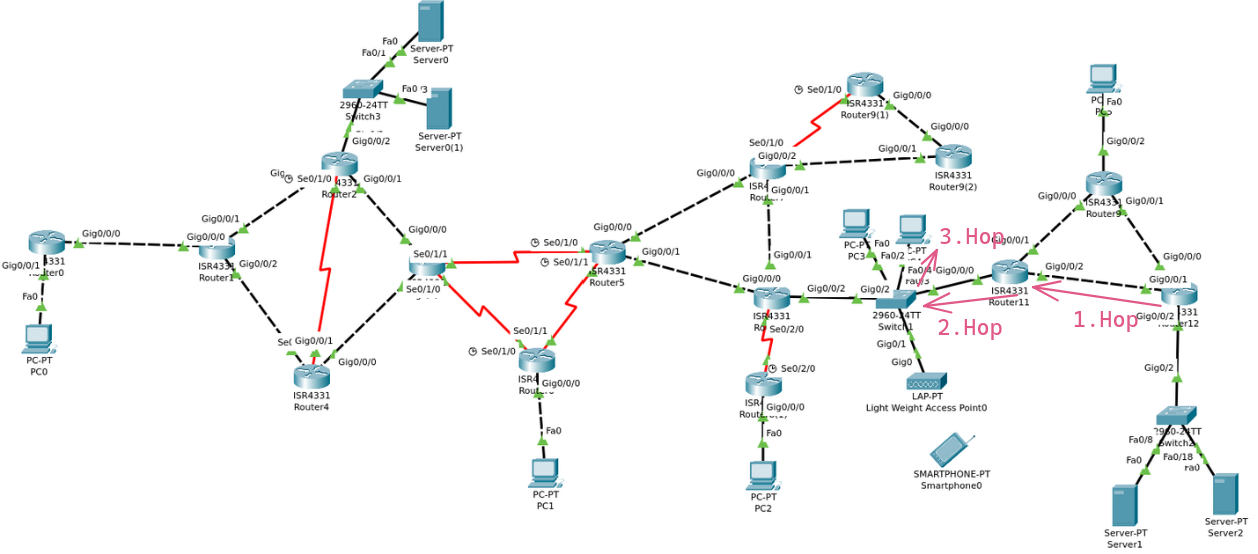 Server-PT
Server0
Fa0
Fa0/1
2960-24TT
Switch3
Server-PT
Server0(1)
Gig0/0/2
Se0/1/0
4331
Router2
Gig0/0/1
Gig0/0/1
Gig0/0/0
Gig0/0/0
Gig0/0/1
Fa0
PC-PT
PC0
ISR4331
Gig0/0/2
Gig0/0/1
Gig0/0/0
ISR4331
Router4
Gig0/0/0
Se0/1/1
Se0/1/0
Se0/1/0
Se0/1/1
Gig0/0/0
Gig0/0/1
ISR4331
Router5
Se0/1/1
Se0/1/0
Gig0/0/0
Fa0
PC-PT
PC1
Se0/1/0
ISR4331
Router9(1)
Gig0/0/0
Gig0/0/0
Gig0/0/1
ISR4331
Router9(2)
Se0/1/0
Gig0/0/2
Gig0/0/0
Gig0/0/1
Gig0/0/1
Gig0/0/0
Gig0/0/2
Se0/2/0
Se0/2/0
Gig0/0/0
Fa0
PC-PT
PC2
PC3
Fa0
Fa0/2
Gig0/2
2960-24TT
Switch1
Gig0/1
Gig0
LAP-PT
Light Weight Access Point0
SMARTPHONE-PT
Smartphone0
3.Hop
2.Hop
1.Hop
Gig0/0/0
Gig0/0/2
ISR4331
Router11
Fa0
Gig0/0/2
Gig0/0/0
ISR4331
Gig0/0/1
Gig0/0/0
Gig0/0/1
Gig0/0/2
Gig0/2
2960-24TT
Fa0/8
Fa0
Fa0/18
Fa0
Server-PT
Server1
Server-PT
Server2